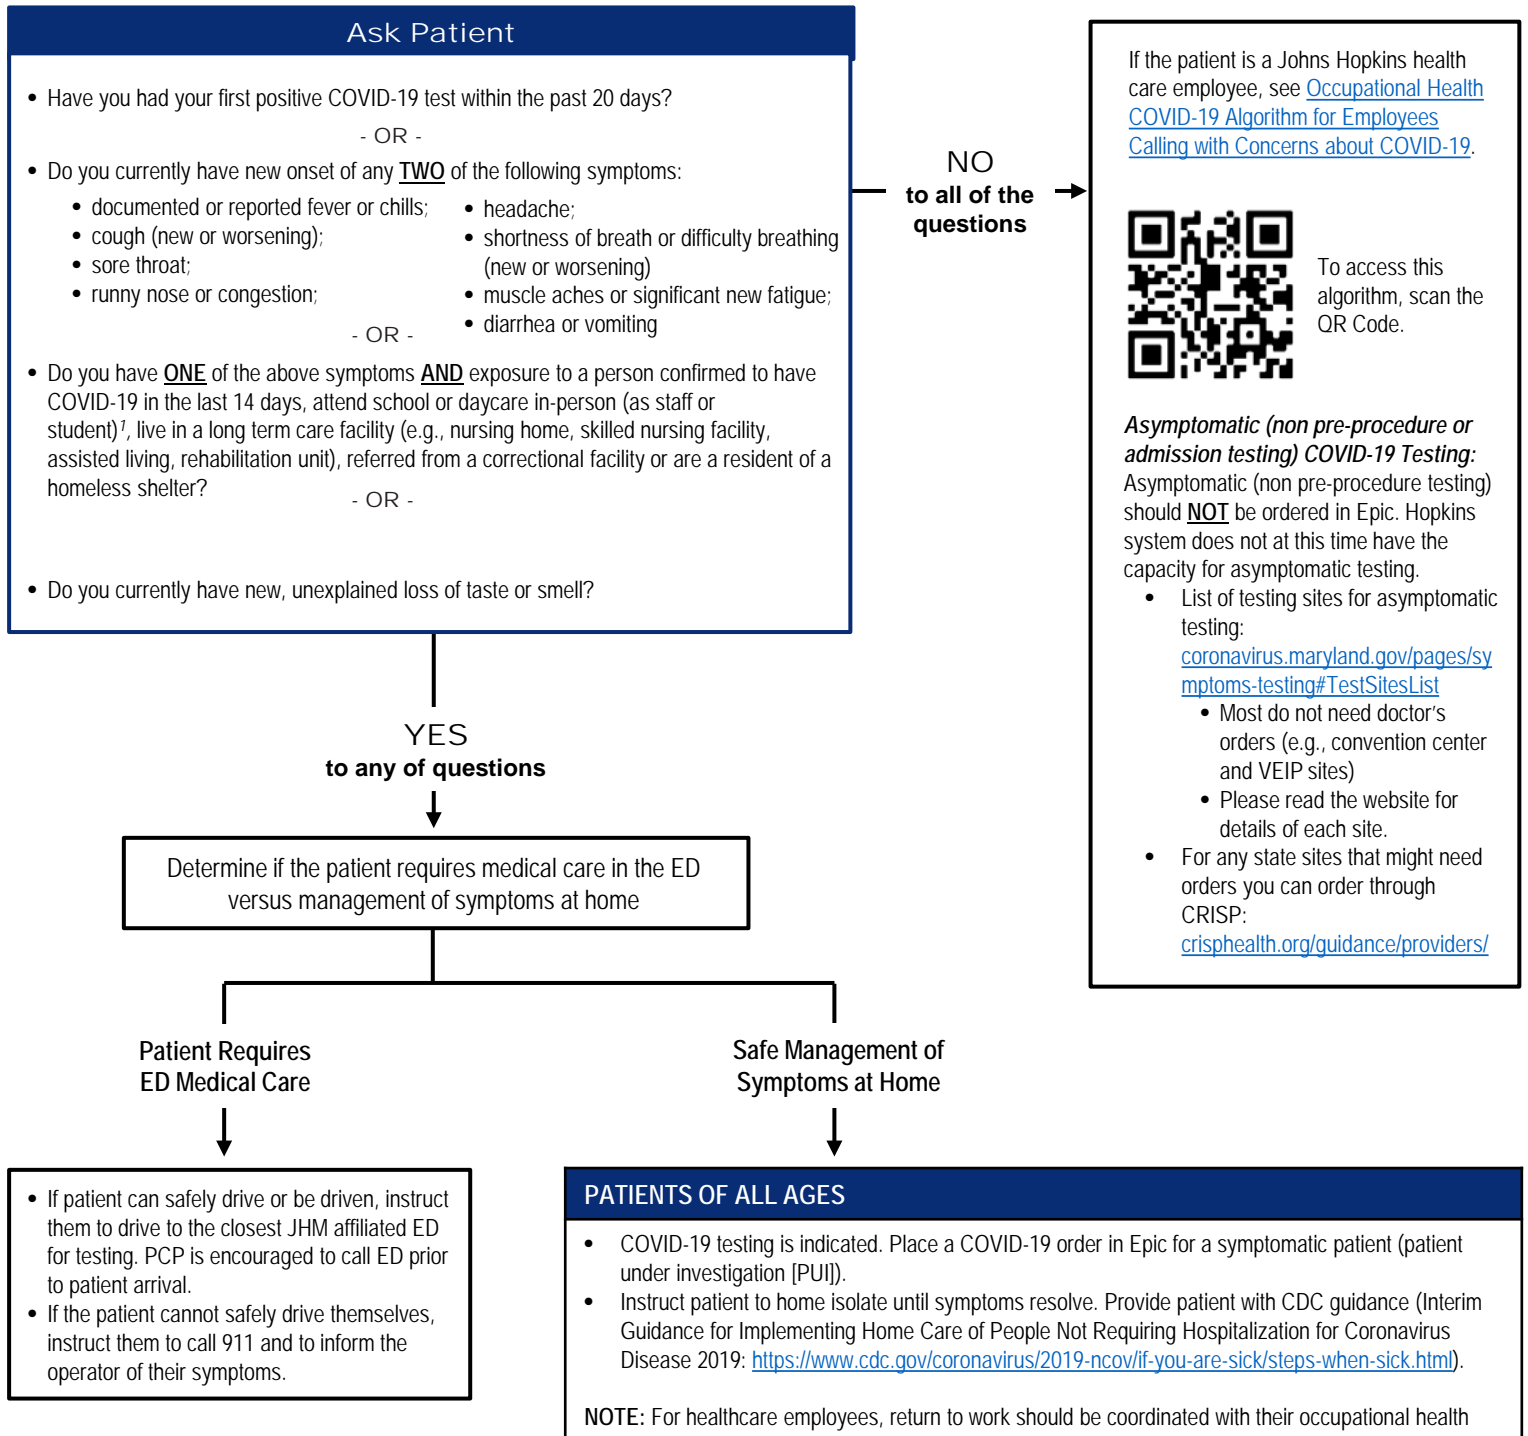 Ask Patient
• Have you had your first positive COVID-19 test within the past 20 days?
- OR -
• Do you currently have new onset of any TWO of the following symptoms:
• documented or reported fever or chills;
• cough (new or worsening);
• sore throat;
• runny nose or congestion;
• headache;
• shortness of breath or difficulty breathing
(new or worsening)
• muscle aches or significant new fatigue;
• diarrhea or vomiting
- OR -
• Do you have ONE of the above symptoms AND exposure to a person confirmed to have
COVID-19 in the last 14 days, attend school or daycare in-person (as staff or
student)1, live in a long term care facility (e.g., nursing home, skilled nursing facility,
assisted living, rehabilitation unit), referred from a correctional facility or are a resident of a
homeless shelter?
- OR -
• Do you currently have new, unexplained loss of taste or smell?
NO
to all of the
questions
If the patient is a Johns Hopkins health
care employee, see Occupational Health
COVID-19 Algorithm for Employees
Calling with Concerns about COVID-19.
To access this
algorithm, scan the
QR Code.
Asymptomatic (non pre-procedure or
admission testing) COVID-19 Testing:
Asymptomatic (non pre-procedure testing)
should NOT be ordered in Epic. Hopkins
system does not at this time have the
capacity for asymptomatic testing.
• List of testing sites for asymptomatic
testing:
coronavirus.maryland.gov/pages/sy
mptoms-testing#TestSitesList
• Most do not need doctor's
orders (e.g., convention center
and VEIP sites)
• Please read the website for
details of each site.
• For any state sites that might need
orders you can order through
CRISP:
crisphealth.org/guidance/providers/
YES
to any of questions
Determine if the patient requires medical care in the ED
versus management of symptoms at home
Patient Requires
ED Medical Care
• If patient can safely drive or be driven, instruct
them to drive to the closest JHM affiliated ED
for testing. PCP is encouraged to call ED prior
to patient arrival.
• If the patient cannot safely drive themselves,
instruct them to call 911 and to inform the
operator of their symptoms.
Safe Management of
Symptoms at Home
PATIENTS OF ALL AGES
• COVID-19 testing is indicated. Place a COVID-19 order in Epic for a symptomatic patient (patient
under investigation [PUI]).
• Instruct patient to home isolate until symptoms resolve. Provide patient with CDC guidance (Interim
Guidance for Implementing Home Care of People Not Requiring Hospitalization for Coronavirus
Disease 2019: https://www.cdc.gov/coronavirus/2019-ncov/if-you-are-sick/steps-when-sick.html).
NOTE: For healthcare employees, return to work should be coordinated with their occupational health